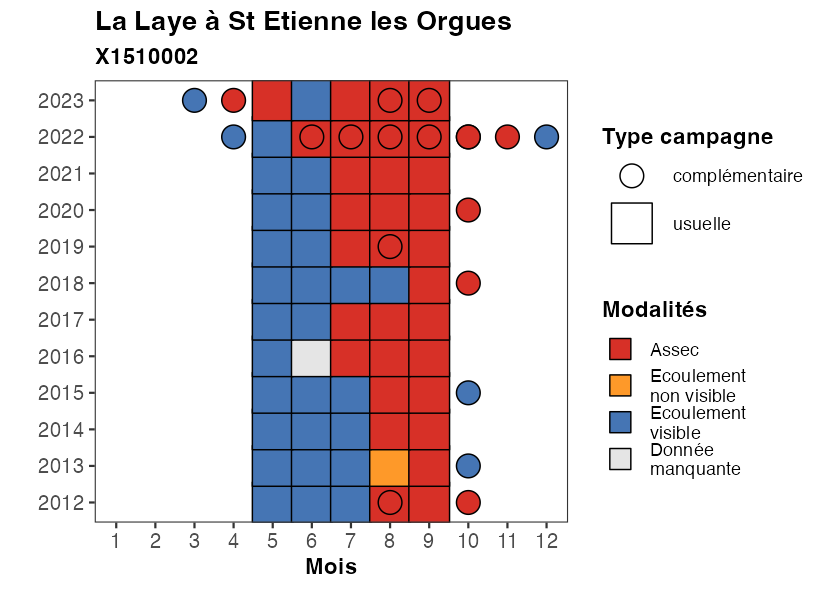 La Laye à St Etienne les Orgues
X1510002
2023
2022
2021
2020
2019
2018
2017
2016
2015
2014
2013
2012
1 2 3 4 5 6 7 8 9 10 11 12
Mois
Type campagne
complémentaire
usuelle
Modalités
Assec
Ecoulement
non visible
Ecoulement
visible
Donnée
manquante